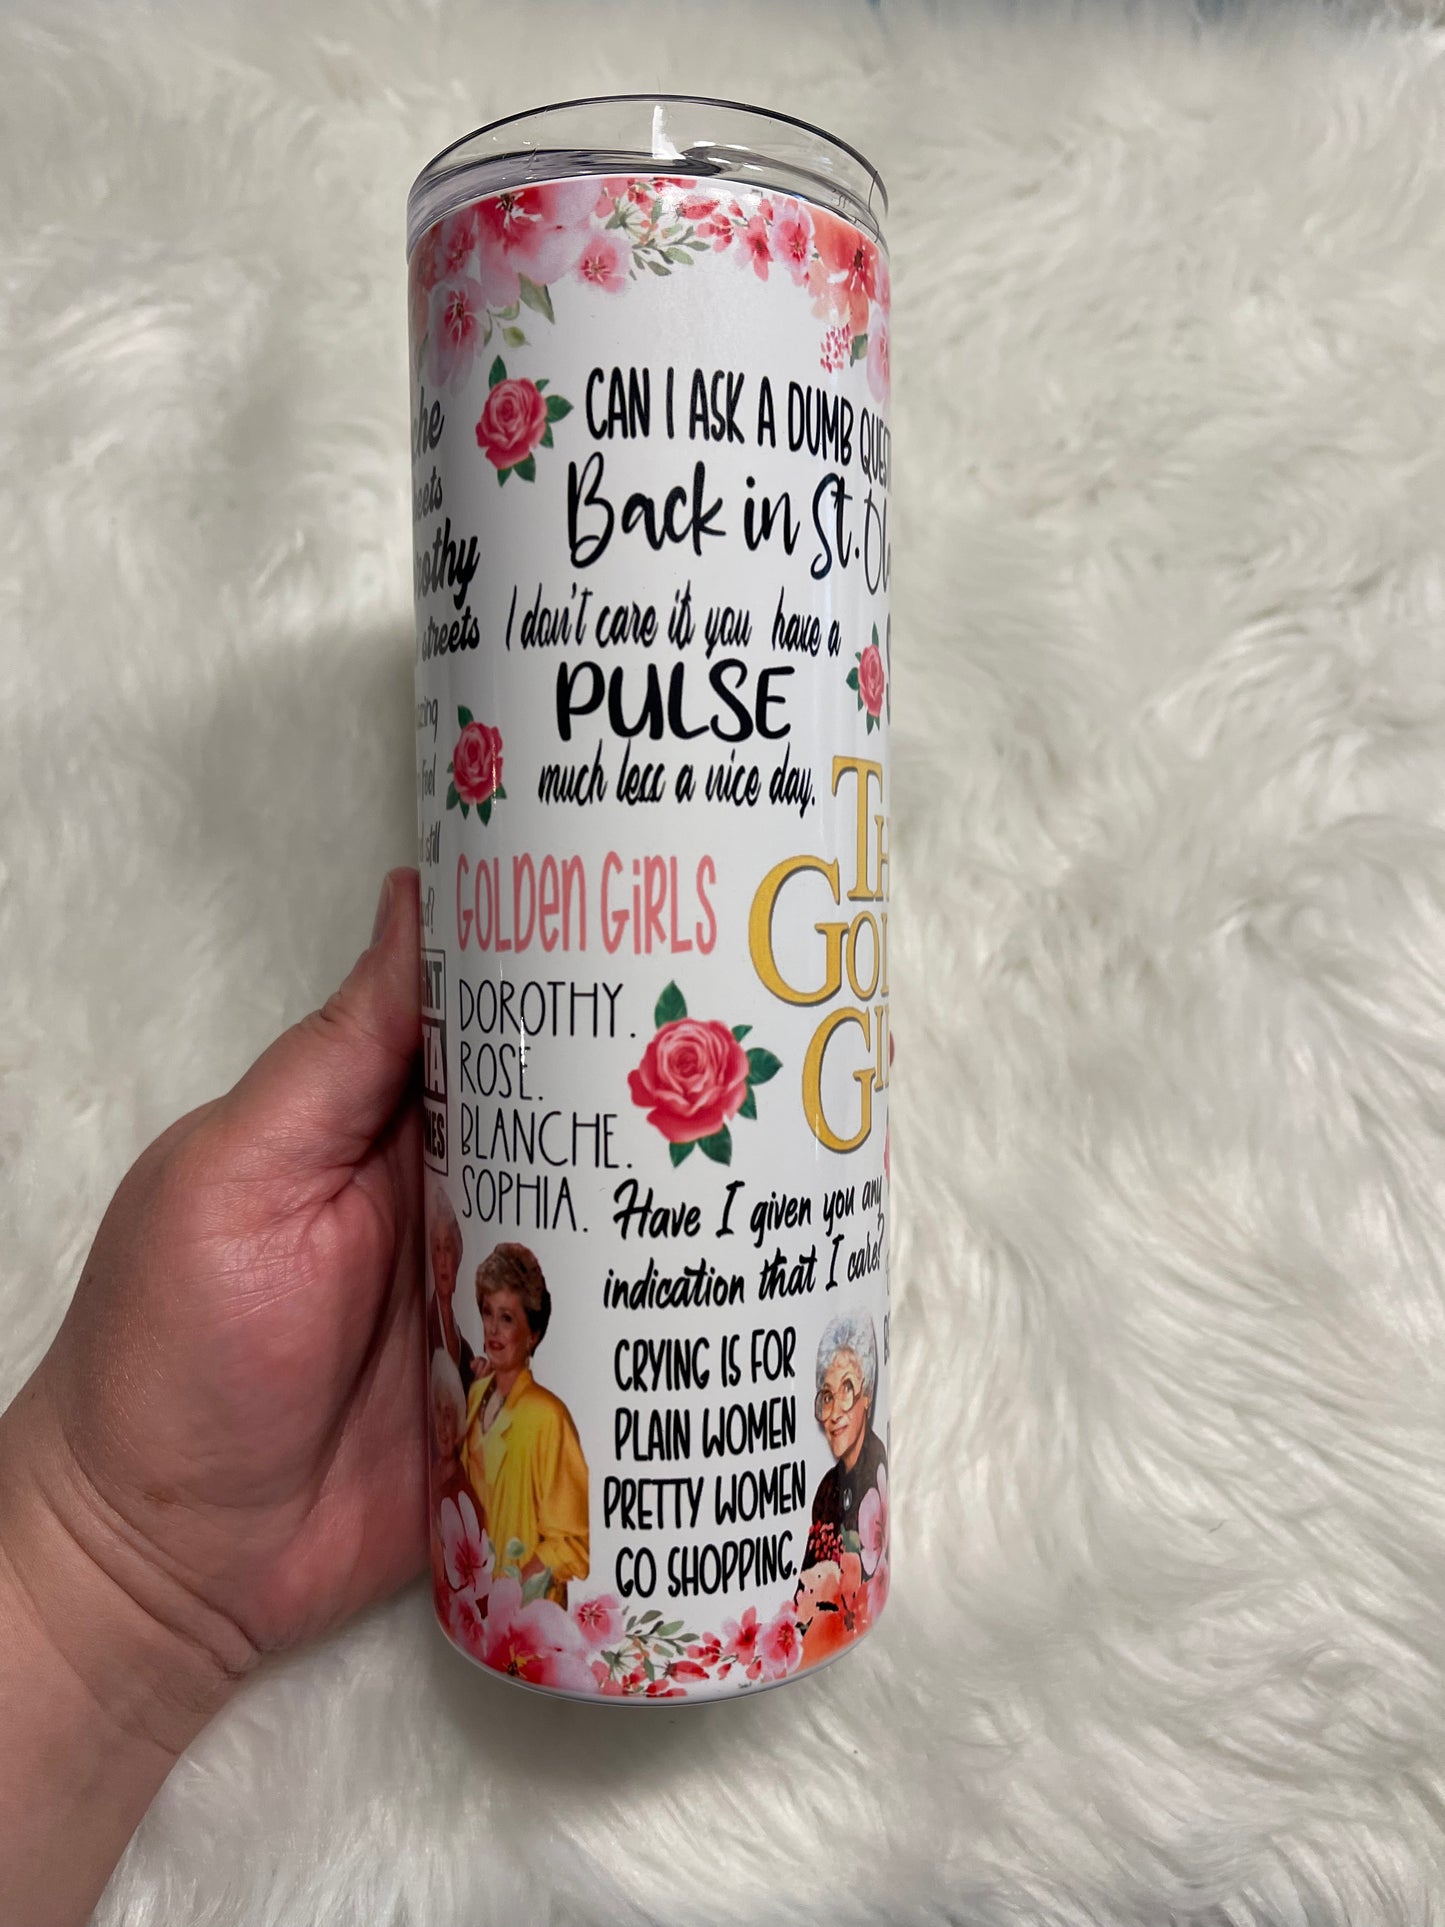 CAN I ASK A DUMB
Back in St.
I don't care if you have a
PULSE
much less a nice day.
streets
still
GOLDEN GIRLS
DOROTHY.
ROSE.
BLANCHE.
SOPHIA.
Have I given you any
indication that I care?
CRYING IS FOR
PLAIN WOMEN
PRETTY WOMEN
GO SHOPPING.